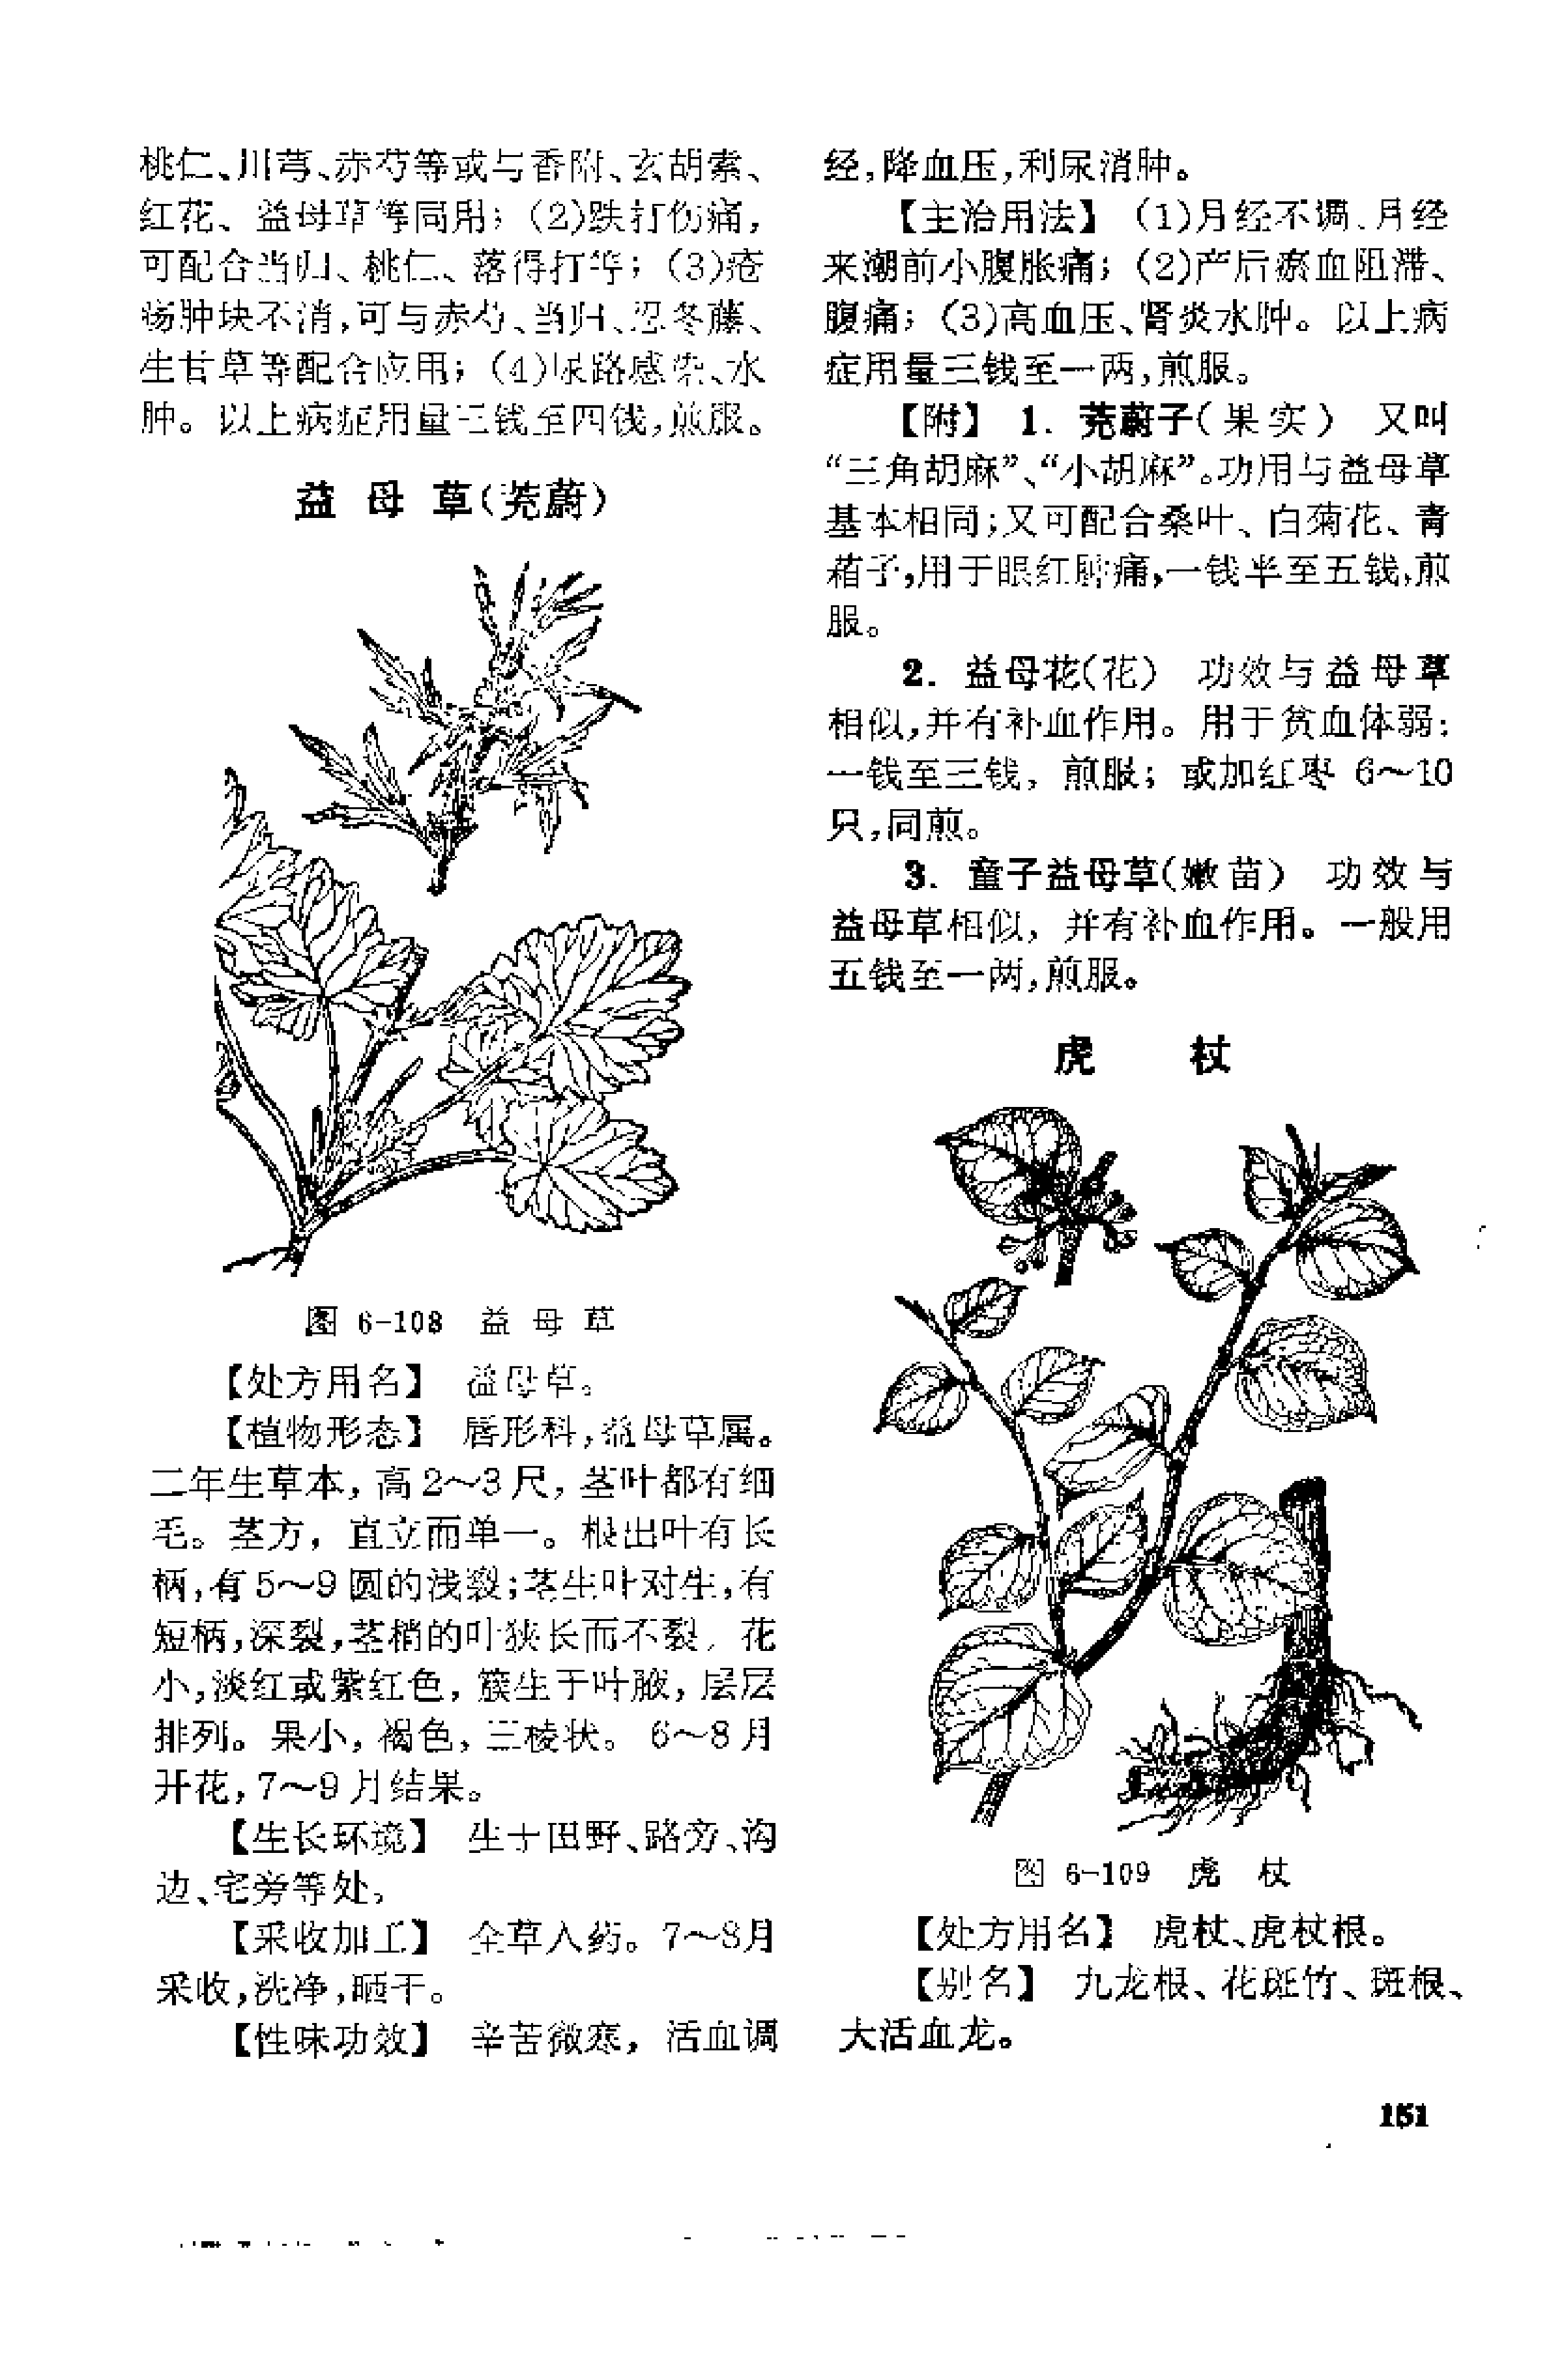 桃仁、川芎、赤芍等或与香附、玄胡索、
红花、益母草等同用；(2)跌打伤痛，
可配合当归、桃仁、落得打等；(3)疮
疡肿块不消，可与赤芍、当归、忍冬藤、
生甘草等配合应用；(4)尿路感染、水
肿。以上病症用量三钱至四钱，煎服。
益母草(茺蔚)
图 6-108 益母草
【处方用名】 益母草。
【植物形态】 唇形科，益母草属。
二年生草本，高2～3尺，茎叶都有细
毛。茎方，直立而单一。根出叶有长
柄，有5～9圆的浅裂；茎生叶对生，有
短柄，深裂，茎梢的叶狭长而不裂。花
小，淡红或紫红色，簇生于叶腋，层层
排列。果小，褐色，三棱状。6～8月
开花，7～9月结果。
【生长环境】 生于田野、路旁、沟
边、宅旁等处。
【采收加工】 全草入药。7～8月
采收，洗净，晒干。
【性味功效】 辛苦微寒，活血调
经，降血压，利尿消肿。
【主治用法】 (1)月经不调、月经
来潮前小腹胀痛；(2)产后瘀血阻滞、
腹痛；(3)高血压、肾炎水肿。以上病
症用量三钱至一两，煎服。
【附】 1. 茺蔚子(果实) 又叫
“三角胡麻”、“小胡麻”。功用与益母草
基本相同；又可配合桑叶、白菊花、青
葙子，用于眼红肿痛，一钱半至五钱，煎
服。
2. 益母花(花) 功效与益母草
相似，并有补血作用。用于贫血体弱：
一钱至三钱，煎服；或加红枣6～10
只，同煎。
3. 童子益母草(嫩苗) 功效与
益母草相似，并有补血作用。一般用
五钱至一两，煎服。
虎杖
图 6-109 虎杖
【处方用名】 虎杖、虎杖根。
【别名】 九龙根、花斑竹、斑根、
大活血龙。
151